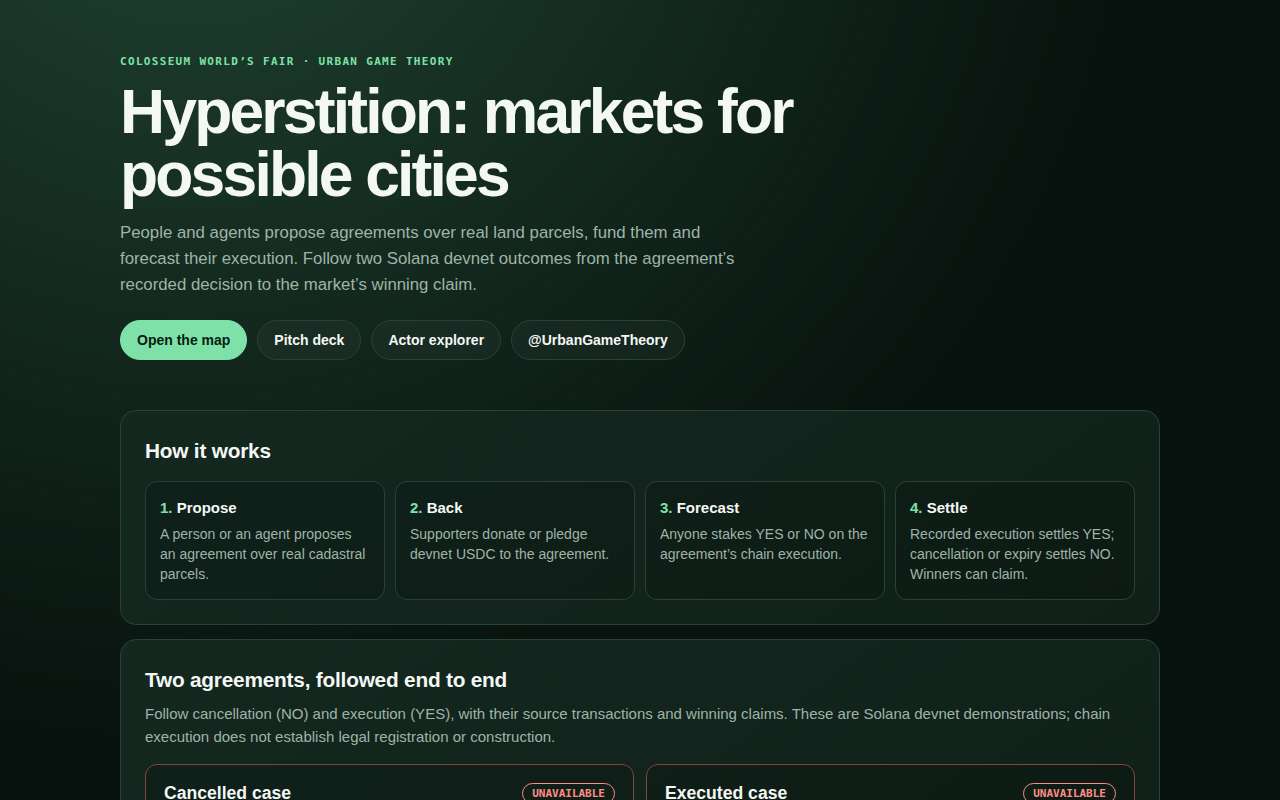 COLOSSEUM WORLD’S FAIR · URBAN GAME THEORY
Hyperstition: markets for
possible cities
People and agents propose agreements over real land parcels, fund them and
forecast their execution. Follow two Solana devnet outcomes from the agreement’s
recorded decision to the market’s winning claim.
Open the map
Pitch deck
Actor explorer
@UrbanGameTheory
How it works
1. Propose
A person or an agent proposes
an agreement over real cadastral
parcels.
2. Back
Supporters donate or pledge
devnet USDC to the agreement.
3. Forecast
Anyone stakes YES or NO on the
agreement’s chain execution.
4. Settle
Recorded execution settles YES;
cancellation or expiry settles NO.
Winners can claim.
Two agreements, followed end to end
Follow cancellation (NO) and execution (YES), with their source transactions and winning claims. These are Solana devnet demonstrations; chain
execution does not establish legal registration or construction.
Cancelled case
UNAVAILABLE
Executed case
UNAVAILABLE